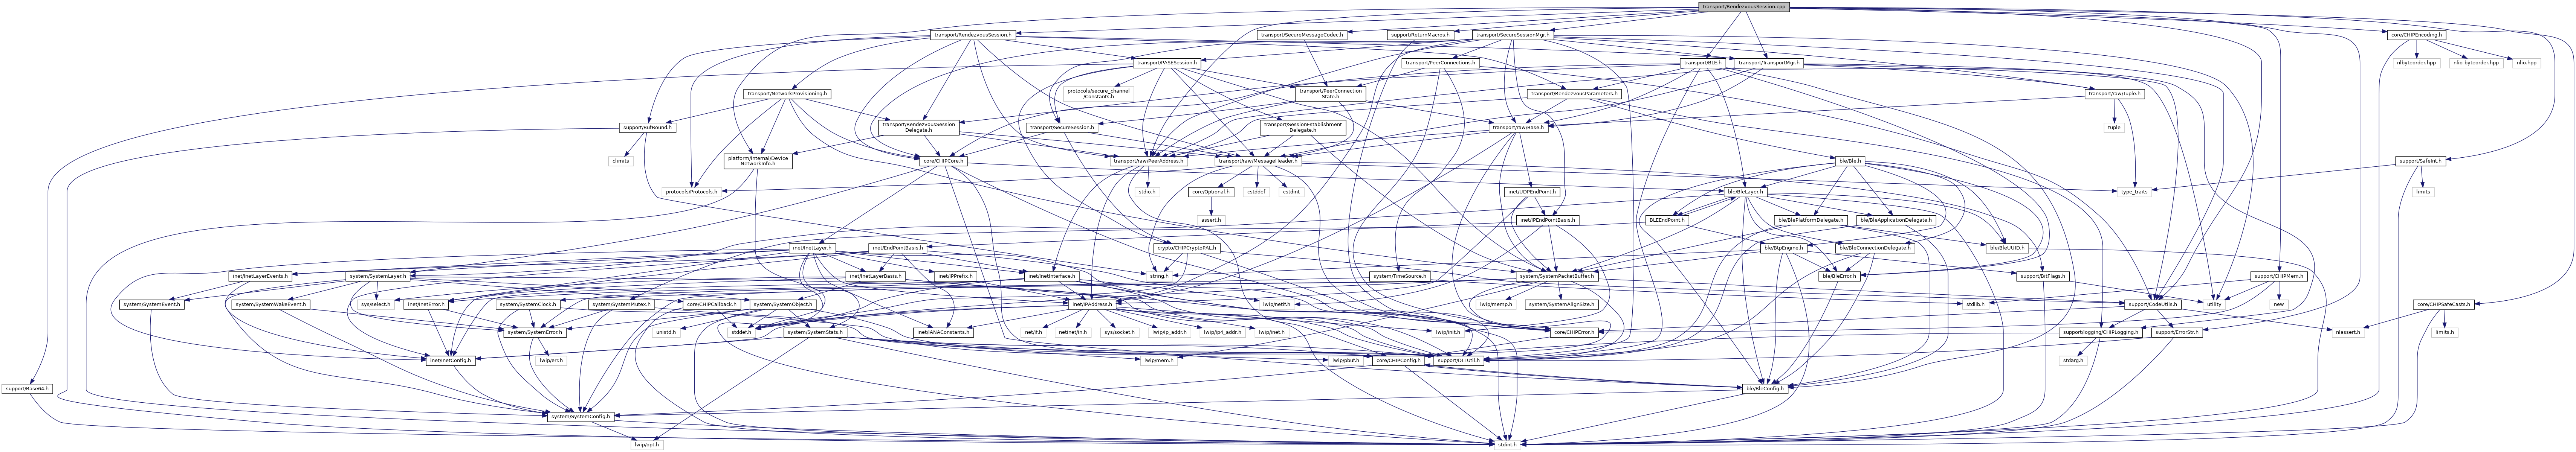 transport/RendezvousSession.cpp
transport/RendezvousSession.h
transport/SecureMessageCodec.h
support/ReturnMacros.h
transport/SecureSessionMgr.h
core/CHIPEncoding.h
transport/PASESession.h
transport/PeerConnections.h
transport/BLE.h
transport/TransportMgr.h
nlbyteorder.hpp
nlio-byteorder.hpp
nlio.hpp
transport/NetworkProvisioning.h
protocols/secure_channel
/Constants.h
transport/PeerConnection
State.h
transport/RendezvousParameters.h
transport/raw/Tuple.h
support/BufBound.h
transport/RendezvousSession
Delegate.h
transport/SecureSession.h
transport/SessionEstablishment
Delegate.h
transport/raw/Base.h
tuple
climits
platform/internal/Device
NetworkInfo.h
core/CHIPCore.h
transport/raw/PeerAddress.h
transport/raw/MessageHeader.h
ble/Ble.h
support/SafeInt.h
protocols/Protocols.h
stdio.h
core/Optional.h
cstddef
cstdint
inet/UDPEndPoint.h
ble/BleLayer.h
type_traits
limits
assert.h
inet/IPEndPointBasis.h
BLEEndPoint.h
ble/BlePlatformDelegate.h
ble/BleApplicationDelegate.h
inet/InetLayer.h
inet/EndPointBasis.h
crypto/CHIPCryptoPAL.h
ble/BtpEngine.h
ble/BleConnectionDelegate.h
ble/BleUUID.h
inet/InetLayerEvents.h
system/SystemLayer.h
inet/InetLayerBasis.h
inet/IPPrefix.h
inet/InetInterface.h
string.h
system/TimeSource.h
system/SystemPacketBuffer.h
ble/BleError.h
support/BitFlags.h
support/CHIPMem.h
system/SystemEvent.h
system/SystemWakeEvent.h
sys/select.h
inet/InetError.h
system/SystemClock.h
system/SystemMutex.h
core/CHIPCallback.h
system/SystemObject.h
inet/IPAddress.h
lwip/netif.h
lwip/memp.h
system/SystemAlignSize.h
stdlib.h
support/CodeUtils.h
utility
new
core/CHIPSafeCasts.h
system/SystemError.h
unistd.h
stddef.h
system/SystemStats.h
inet/IANAConstants.h
net/if.h
netinet/in.h
sys/socket.h
lwip/ip_addr.h
lwip/ip4_addr.h
lwip/inet.h
lwip/init.h
core/CHIPError.h
support/logging/CHIPLogging.h
support/ErrorStr.h
nlassert.h
limits.h
inet/InetConfig.h
lwip/err.h
lwip/mem.h
lwip/pbuf.h
core/CHIPConfig.h
support/DLLUtil.h
stdarg.h
support/Base64.h
ble/BleConfig.h
system/SystemConfig.h
lwip/opt.h
stdint.h